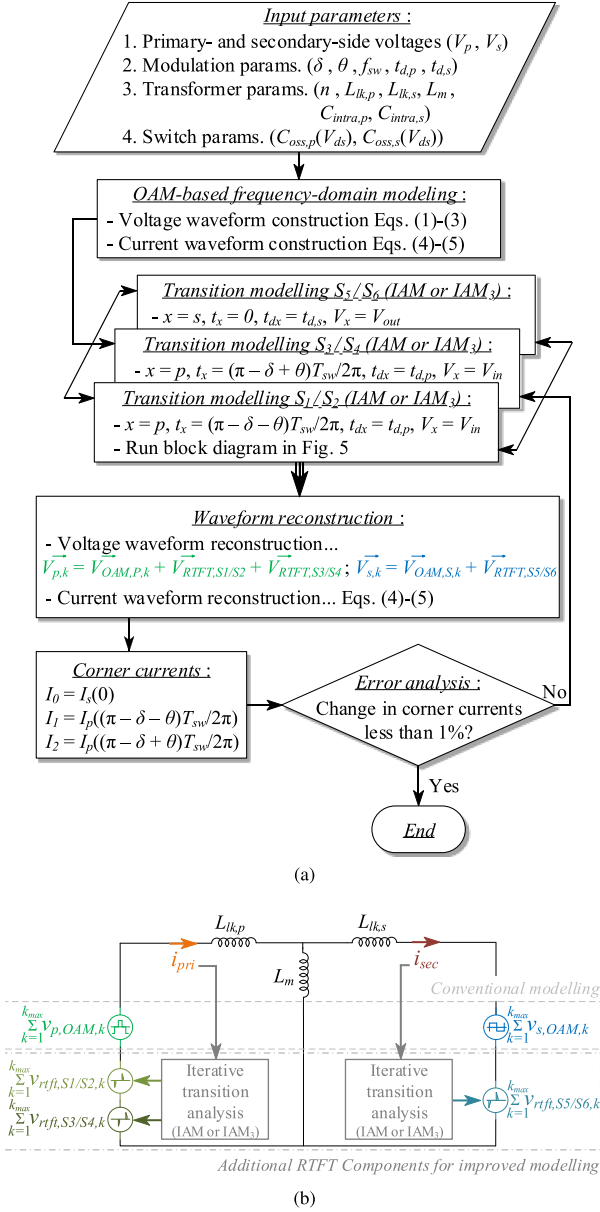 Input parameters :
1. Primary- and secondary-side voltages (Vp , Vs)
2. Modulation params. (δ , θ , fsw , td,p , td,s)
3. Transformer params. (n , Llk,p , Llk,s , Lm ,
Cintra,p , Cintra,s)
4. Switch params. (Coss,p(Vds), Coss,s(Vds))
OAM-based frequency-domain modeling :
- Voltage waveform construction Eqs. (1)-(3)
- Current waveform construction Eqs. (4)-(5)
Transition modelling S5/S6 (IAM or IAM3) :
- x = s, tx = 0, tdx = td,s, Vx = Vout
Transition modelling S3/S4 (IAM or IAM3) :
- x = p, tx = (π − δ + θ)Tsw/2π, tdx = td,p, Vx = Vin
Transition modelling S1/S2 (IAM or IAM3) :
- x = p, tx = (π − δ − θ)Tsw/2π, tdx = td,p, Vx = Vin
- Run block diagram in Fig. 5
Waveform reconstruction :
- Voltage waveform reconstruction...
Vp,k = VOAM,P,k + VRTFT,S1/S2 + VRTFT,S3/S4 ; Vs,k = VOAM,S,k + VRTFT,S5/S6
- Current waveform reconstruction... Eqs. (4)-(5)
Corner currents :
I0 = Is(0)
I1 = Ip((π − δ − θ)Tsw/2π)
I2 = Ip((π − δ + θ)Tsw/2π)
Error analysis :
Change in corner currents
less than 1%?
No
Yes
End
(a)
Llk,p
Llk,s
ipri
Lm
isec
Conventional modelling
kmax Σ k=1 vp,OAM,k
kmax Σ k=1 vs,OAM,k
kmax Σ k=1 vrtft,S1/S2,k
kmax Σ k=1 vrtft,S3/S4,k
Iterative
transition
analysis
(IAM or IAM3)
Iterative
transition
analysis
(IAM or IAM3)
kmax Σ k=1 vrtft,S5/S6,k
Additional RTFT Components for improved modelling
(b)